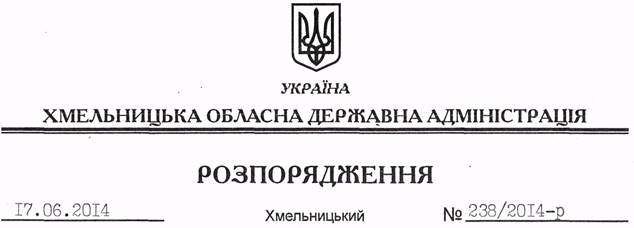 УКРАЇНА
ХМЕЛЬНИЦЬКА ОБЛАСНА ДЕРЖАВНА АДМІНІСТРАЦІЯ
РОЗПОРЯДЖЕННЯ
17.06.2014 Хмельницький № 238/2014-р